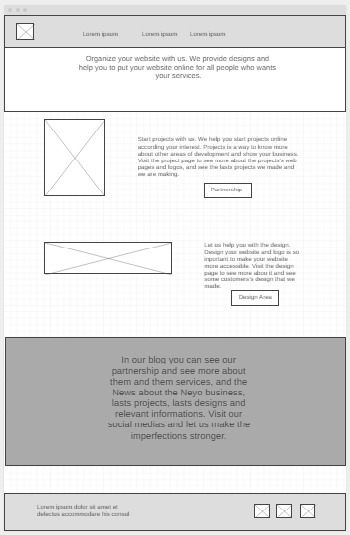 Lorem ipsum Lorem ipsum Lorem ipsum
Organize your website with us. We provide designs and
help you to put your website online for all people who wants
your services.
Start projects with us. We help you start projects online
according your interest. Projects is a way to know more
about other areas of development and show your business.
Visit the project page to see more about the projects's web
pages and logos, and see the lasts projects we made and
we are making.
Partnership
Let us help you with the design.
Design your website and logo is so
inportant to make your website
more accessible. Visit the design
page to see more about it and see
some customers's design that we
made.
Design Area
In our blog you can see our
partnership and see more about
them and them services, and the
News about the Neyo business,
lasts projects, lasts designs and
relevant informations. Visit our
social medias and let us make the
imperfections stronger.
Lorem ipsum dolor sit amet et
delectus accommodare his consul